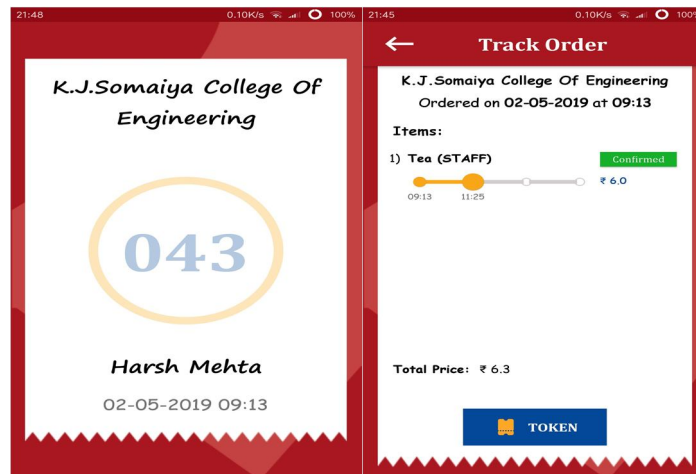 21:48 0.10K/s 100%
K.J.Somaiya College Of
Engineering
043
Harsh Mehta
02-05-2019 09:13
21:45 0.10K/s 100%
Track Order
K.J.Somaiya College Of Engineering
Ordered on 02-05-2019 at 09:13
Items:
1) Tea (STAFF) Confirmed
₹ 6.0
09:13 11:25
Total Price: ₹ 6.3
TOKEN